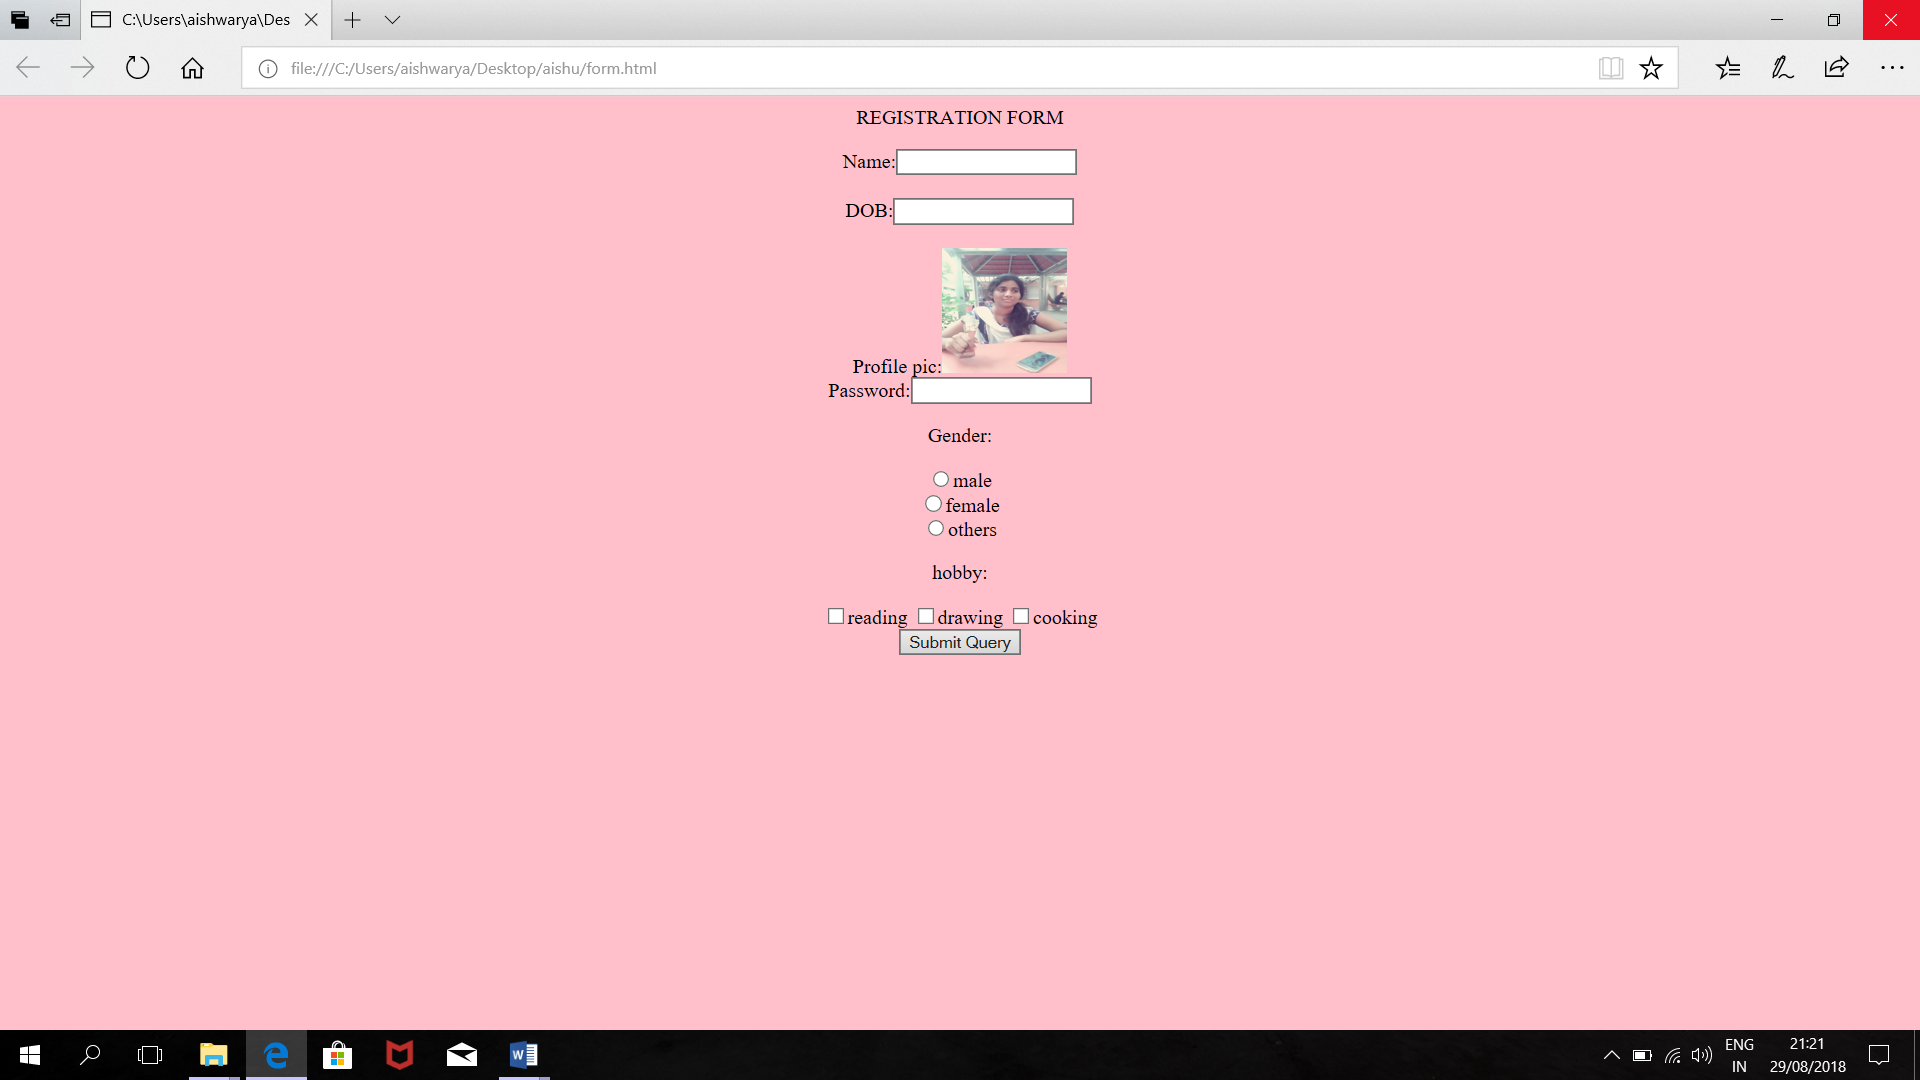 C:\Users\aishwarya\Des
file:///C:/Users/aishwarya/Desktop/aishu/form.html
REGISTRATION FORM
Name:
DOB:
Profile pic:
Password:
Gender:
male
female
others
hobby:
reading drawing cooking
Submit Query
ENG 21:21
IN 29/08/2018